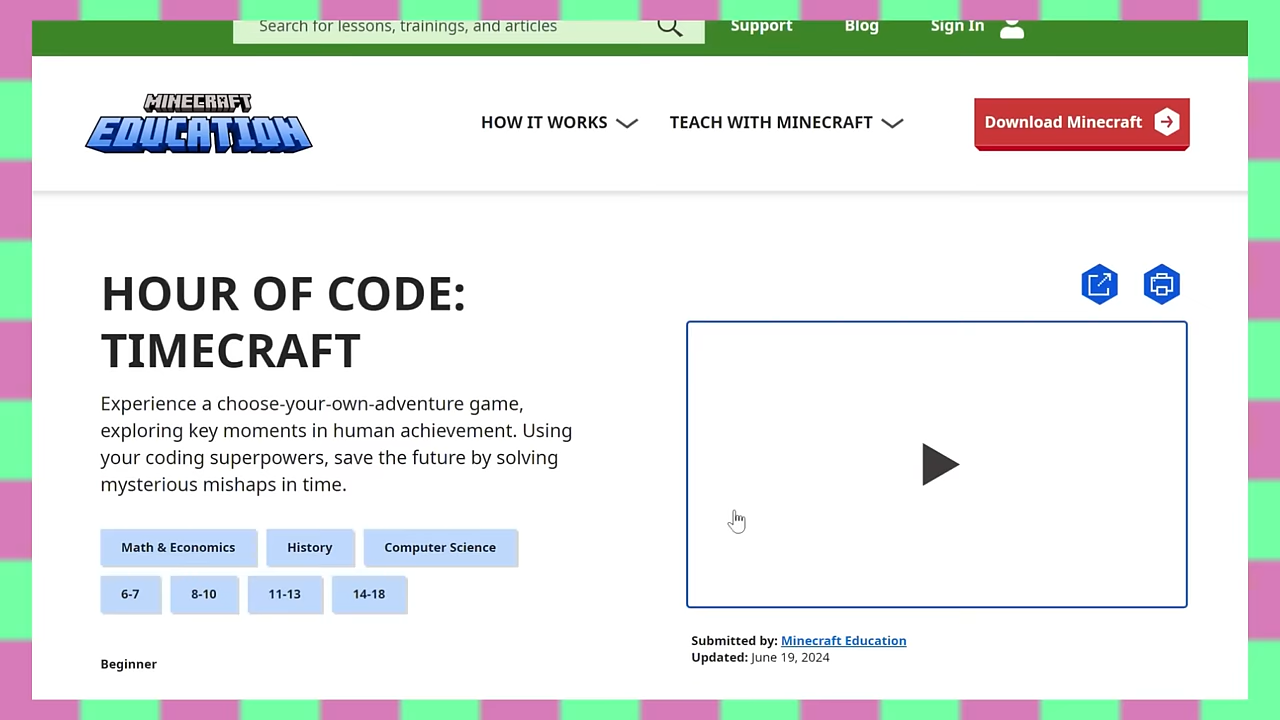 Search for lessons, trainings, and articles
Support
Blog
Sign In
MINECRAFT
EDUCATION
HOW IT WORKS
TEACH WITH MINECRAFT
Download Minecraft
HOUR OF CODE:
TIMECRAFT
Experience a choose-your-own-adventure game,
exploring key moments in human achievement. Using
your coding superpowers, save the future by solving
mysterious mishaps in time.
Math & Economics
History
Computer Science
6-7
8-10
11-13
14-18
Beginner
Submitted by: Minecraft Education
Updated: June 19, 2024